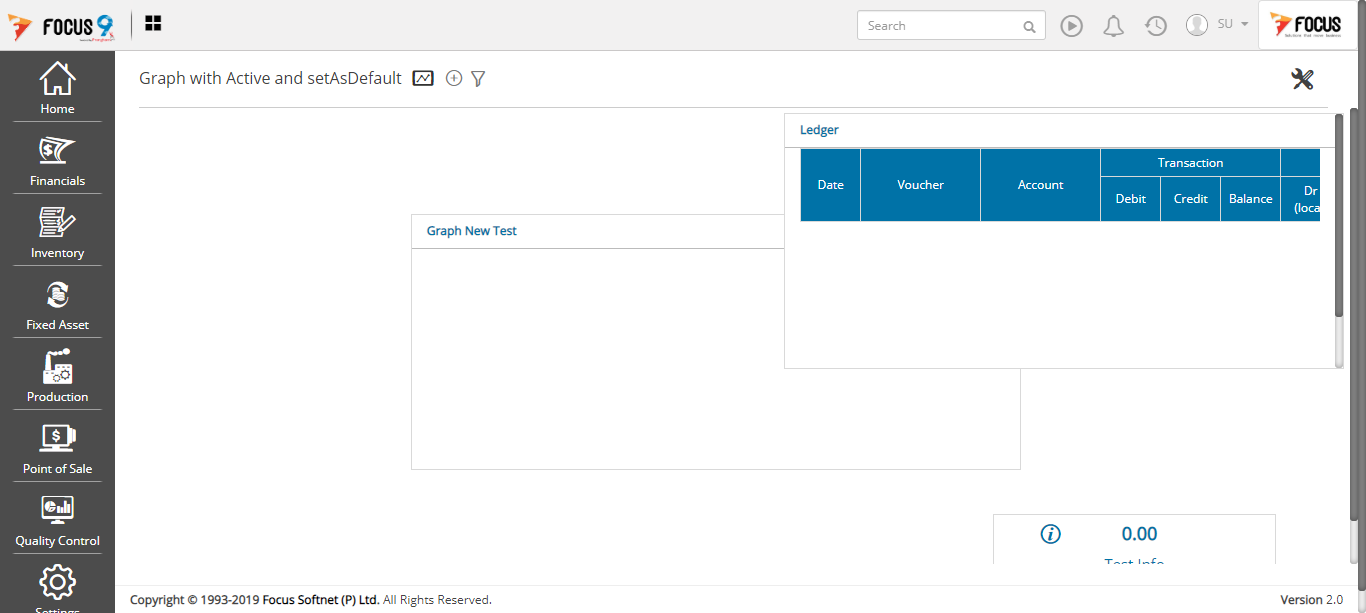 FOCUS 9
Search
SU
FOCUS
Home
Financials
Inventory
Fixed Asset
Production
Point of Sale
Quality Control
Settings
Graph with Active and setAsDefault
Ledger
Date
Voucher
Account
Transaction
Debit
Credit
Balance
Dr
(loca
Graph New Test
0.00
Test Info
Copyright © 1993-2019 Focus Softnet (P) Ltd. All Rights Reserved.
Version 2.0